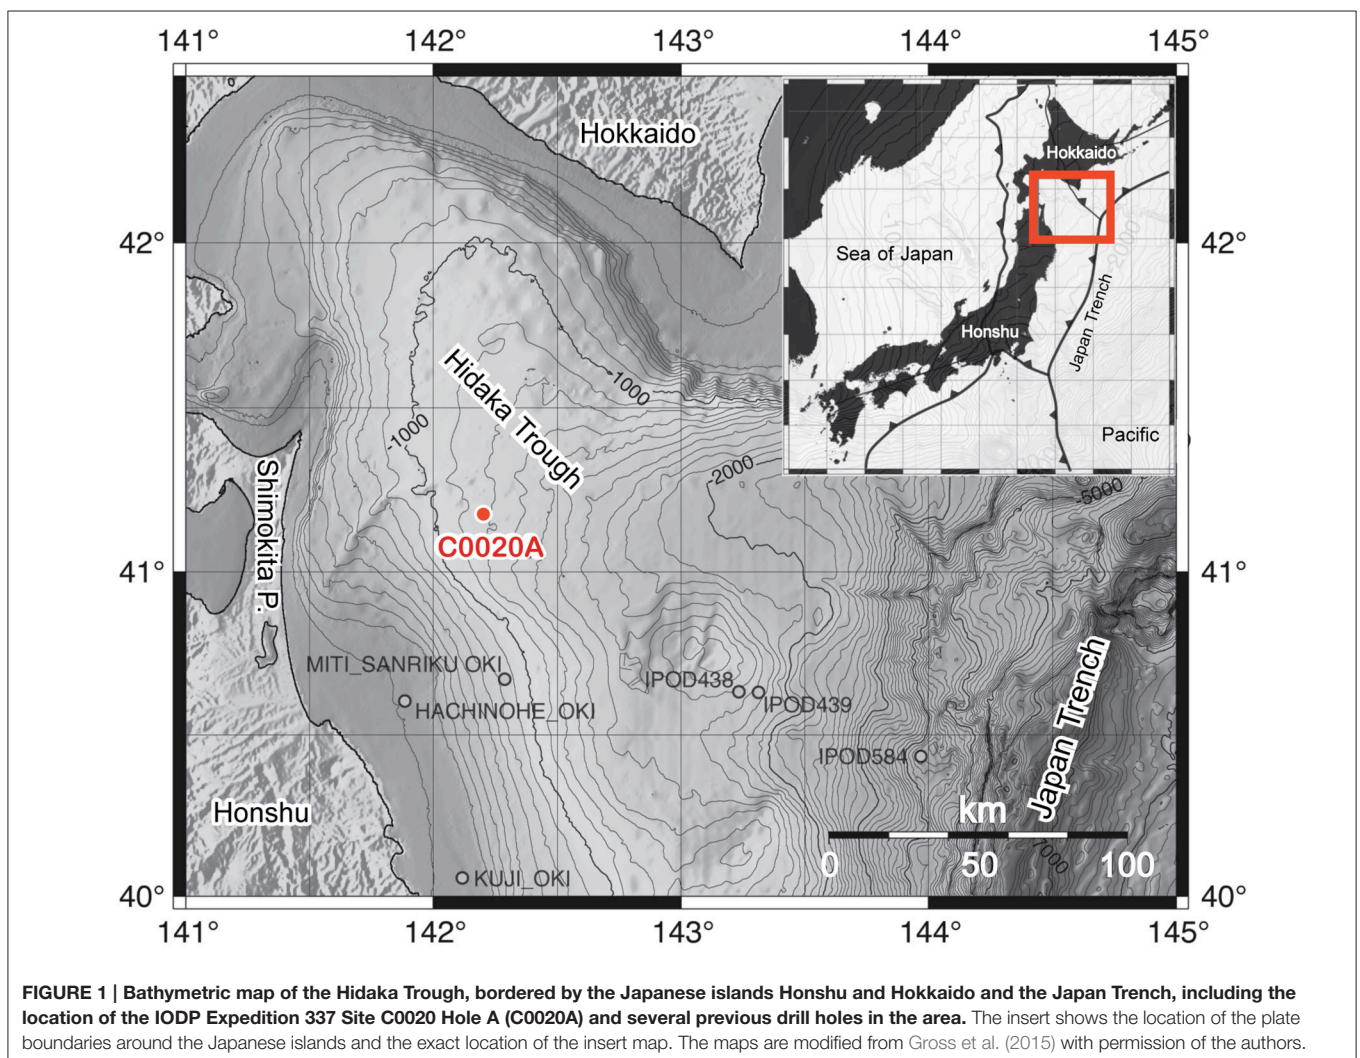 141° 142° 143° 144° 145°
Hokkaido
Hokkaido
42° 42°
Sea of Japan
Japan Trench
-2000
Honshu
Hidaka Trough
-1000
-1000
Pacific
-2000
-5000
Shimokita P.
C0020A
41° 41°
MITI_SANRIKU OKI
IPOD438
HACHINOHE_OKI
IPOD439
IPOD584
Japan Trench
Honshu
km
0 50 100
7000
KUJI_OKI
40° 40°
141° 142° 143° 144° 145°
FIGURE 1 | Bathymetric map of the Hidaka Trough, bordered by the Japanese islands Honshu and Hokkaido and the Japan Trench, including the
location of the IODP Expedition 337 Site C0020 Hole A (C0020A) and several previous drill holes in the area. The insert shows the location of the plate
boundaries around the Japanese islands and the exact location of the insert map. The maps are modified from Gross et al. (2015) with permission of the authors.